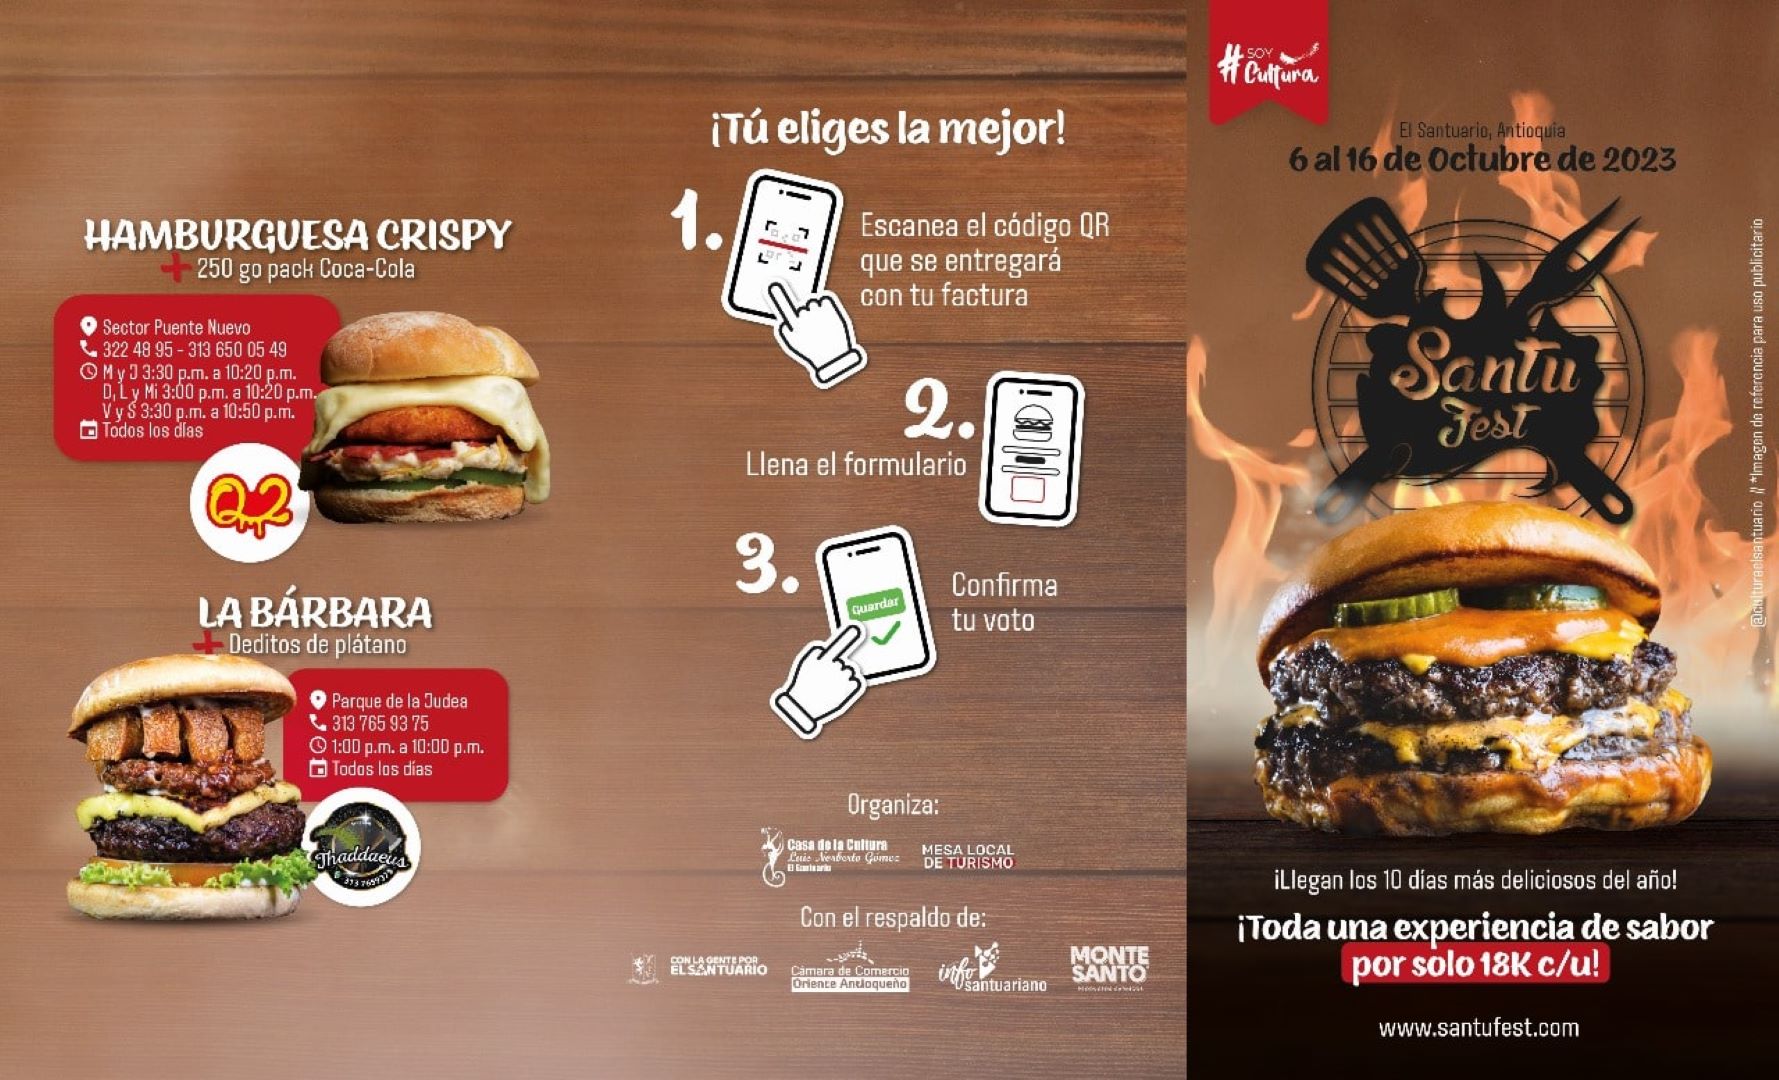 HAMBURGUESA CRISPY
+ 250 go pack Coca-Cola
Sector Puente Nuevo
322 48 95 - 313 650 05 49
M y J 3:30 p.m. a 10:20 p.m.
D, L y Mi 3:00 p.m. a 10:20 p.m.
V y S 3:30 p.m. a 10:50 p.m.
Todos los días
Q2
LA BÁRBARA
+ Deditos de plátano
Parque de la Judea
313 765 93 75
1:00 p.m. a 10:00 p.m.
Todos los días
Thaddaeus
313 7659375
¡Tú eliges la mejor!
1.
Escanea el código QR
que se entregará
con tu factura
2.
Llena el formulario
3.
Guardar
Confirma
tu voto
Organiza:
Casa de la Cultura
Luis Norberto Gómez
El Santuario
MESA LOCAL
DE TURISMO
Con el respaldo de:
CON LA GENTE POR
EL SANTUARIO
Cámara de Comercio
Oriente Antioqueño
info
santuariano
MONTE
SANTO
#SOY
Cultura
El Santuario, Antioquia
6 al 16 de Octubre de 2023
Santu
Fest
¡Llegan los 10 días más deliciosos del año!
¡Toda una experiencia de sabor
por solo 18K c/u!
www.santufest.com
@culturaelsantuario // *Imagen de referencia para uso publicitario